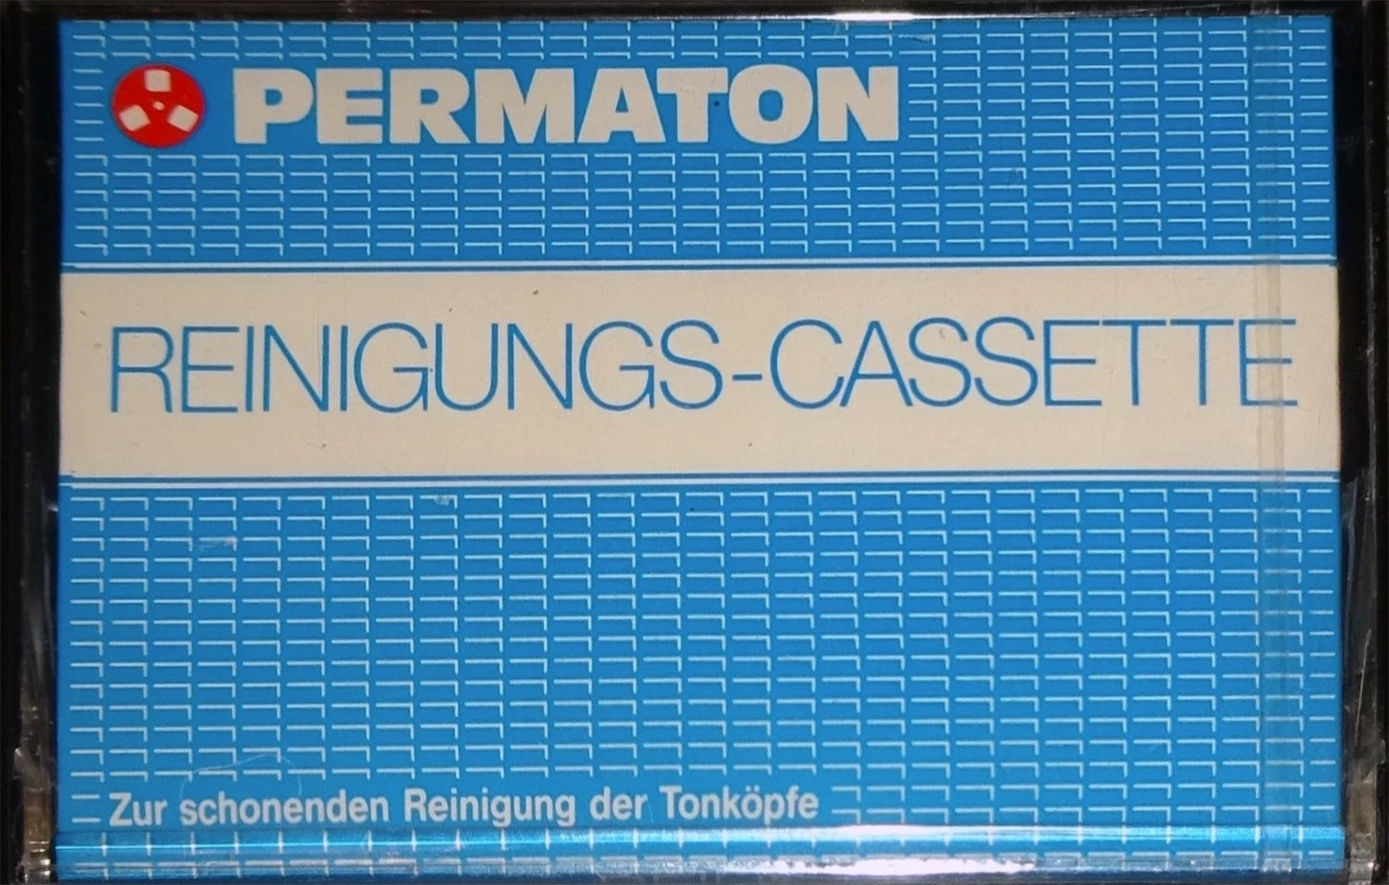 PERMATON
REINIGUNGS-CASSETTE
Zur schonenden Reinigung der Tonköpfe